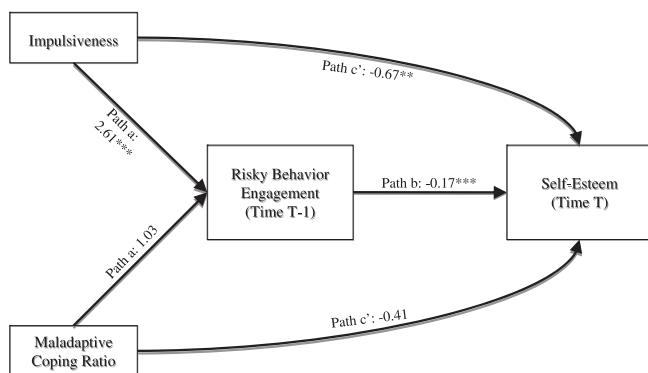 Impulsiveness
Path c’: -0.67**
Path a:
2.61***
Risky Behavior
Engagement
(Time T-1)
Path b: -0.17***
Self-Esteem
(Time T)
Path a: 1.03
Path c’: -0.41
Maladaptive
Coping Ratio